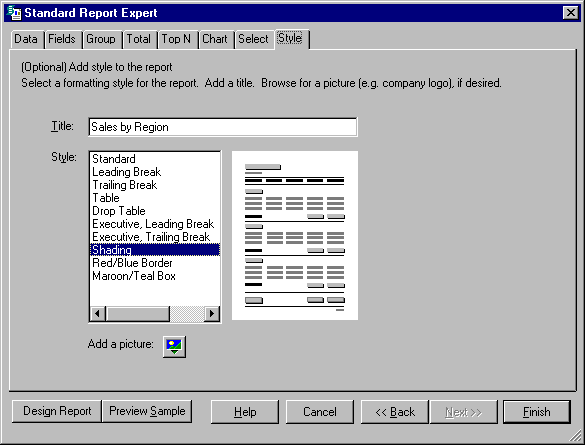 Standard Report Expert
Data Fields Group Total Top N Chart Select Style
(Optional) Add style to the report
Select a formatting style for the report. Add a title. Browse for a picture (e.g. company logo), if desired.
Title: Sales by Region
Style: Standard
Leading Break
Trailing Break
Table
Drop Table
Executive, Leading Break
Executive, Trailing Break
Shading
Red/Blue Border
Maroon/Teal Box
Add a picture:
Design Report Preview Sample Help Cancel << Back Next >> Finish